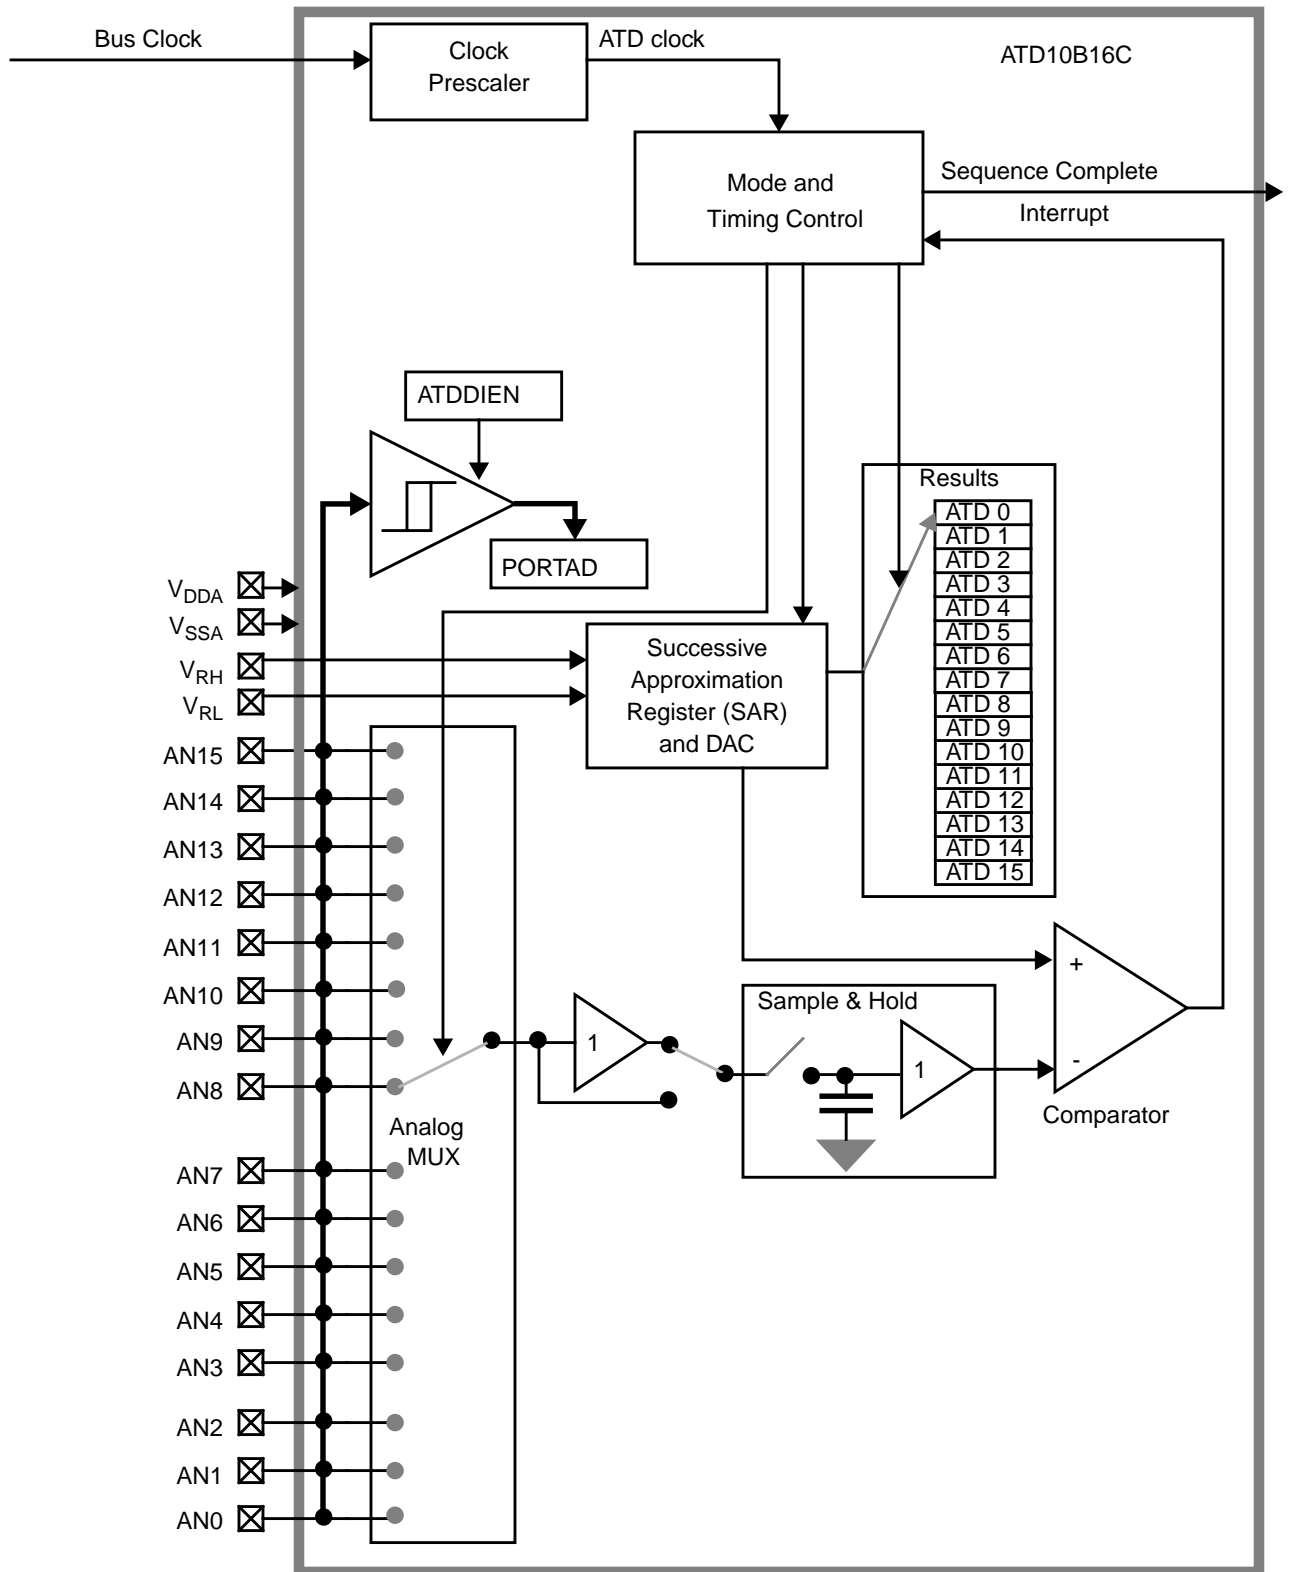 Bus Clock
Clock
Prescaler
ATD clock
ATD10B16C
Mode and
Timing Control
Sequence Complete
Interrupt
ATDDIEN
PORTAD
Results
ATD 0
ATD 1
ATD 2
ATD 3
ATD 4
ATD 5
ATD 6
ATD 7
ATD 8
ATD 9
ATD 10
ATD 11
ATD 12
ATD 13
ATD 14
ATD 15
VDDA
VSSA
VRH
VRL
Successive
Approximation
Register (SAR)
and DAC
AN15
AN14
AN13
AN12
AN11
AN10
AN9
AN8
AN7
AN6
AN5
AN4
AN3
AN2
AN1
AN0
Analog
MUX
1
Sample & Hold
1
+
-
Comparator